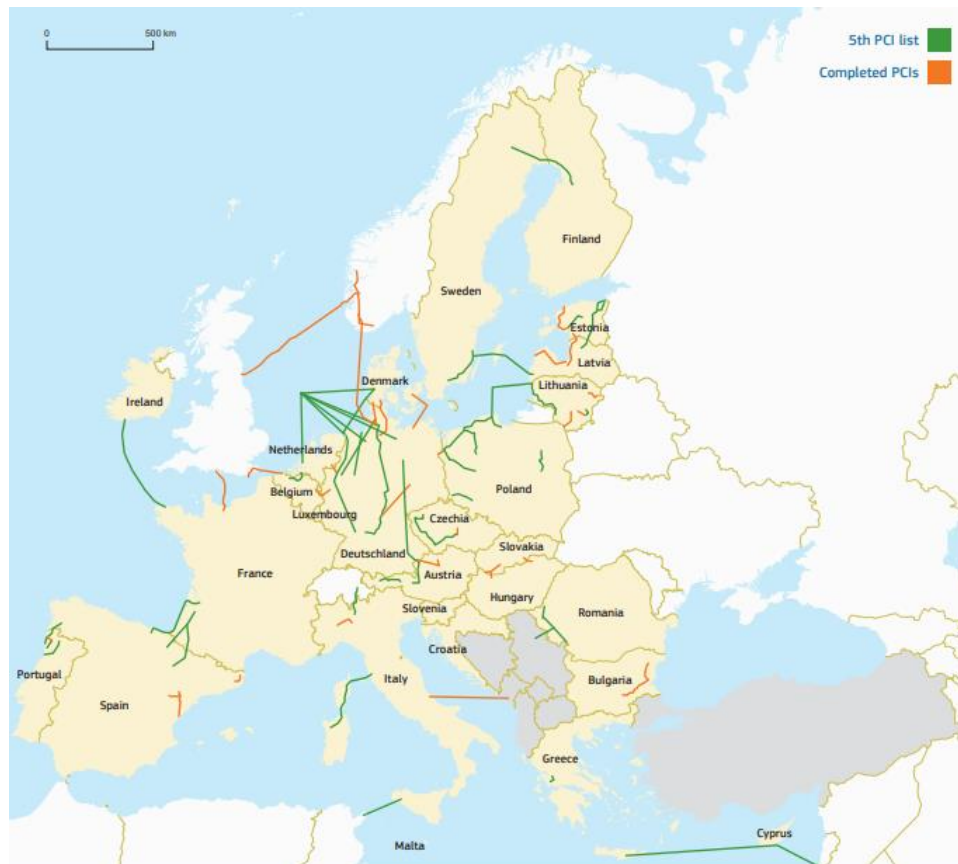 0 500 km
5th PCI list
Completed PCIs
Finland
Sweden
Estonia
Latvia
Denmark
Lithuania
Ireland
Netherlands
Belgium
Poland
Luxembourg
Czechia
Slovakia
Deutschland
France
Austria
Hungary
Slovenia
Romania
Croatia
Portugal
Italy
Bulgaria
Spain
Greece
Cyprus
Malta